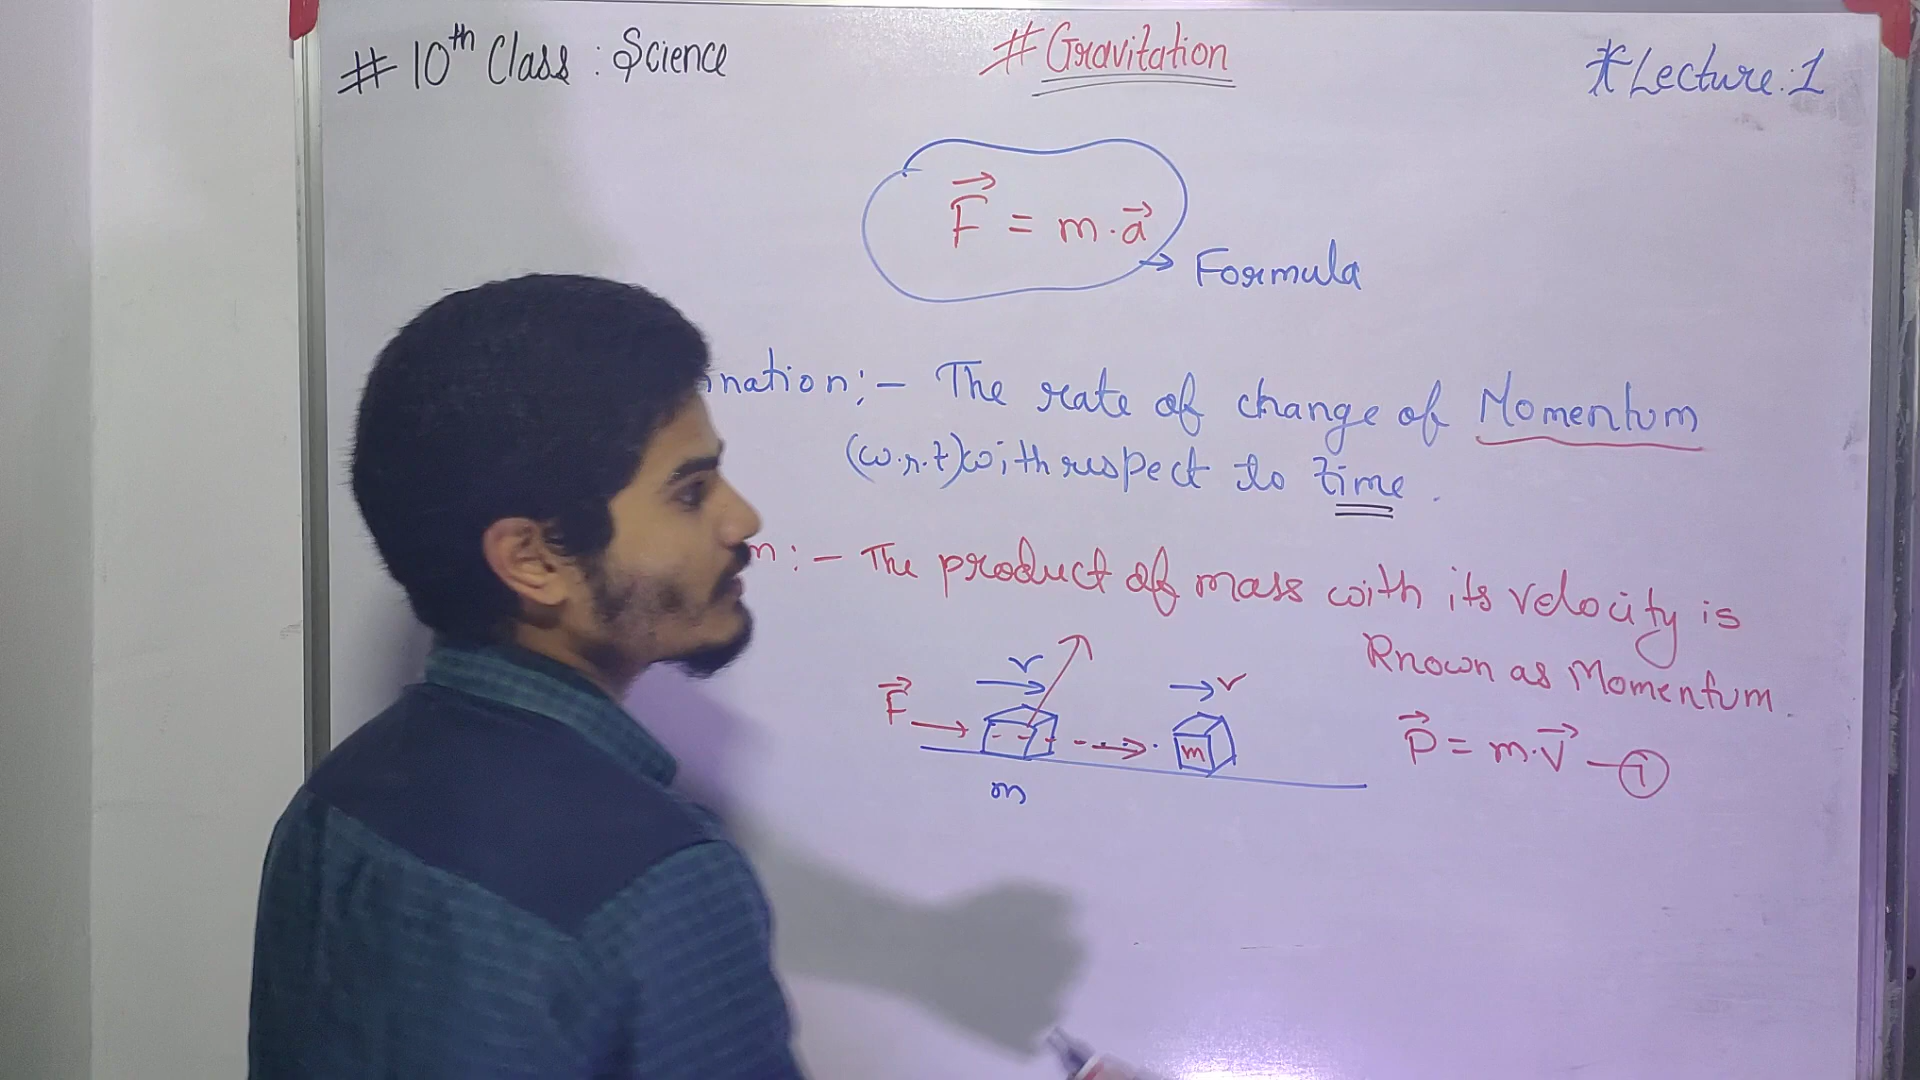 # 10th Class : Science
# Gravitation
* Lecture : 1
F⃗ = m · a⃗
→ Formula
:- The rate of change of Momentum
(w.r.t) with respect to time .
:- The product of mass with its velocity is
Known as Momentum .
F⃗ v v
m m
P⃗ = m · V⃗ — ①